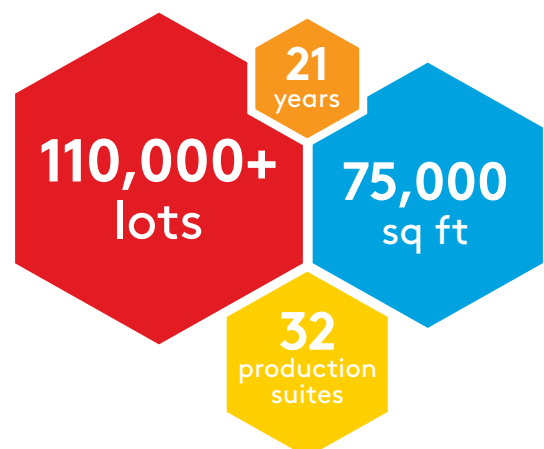 21
years
110,000+
lots
75,000
sq ft
32
production
suites